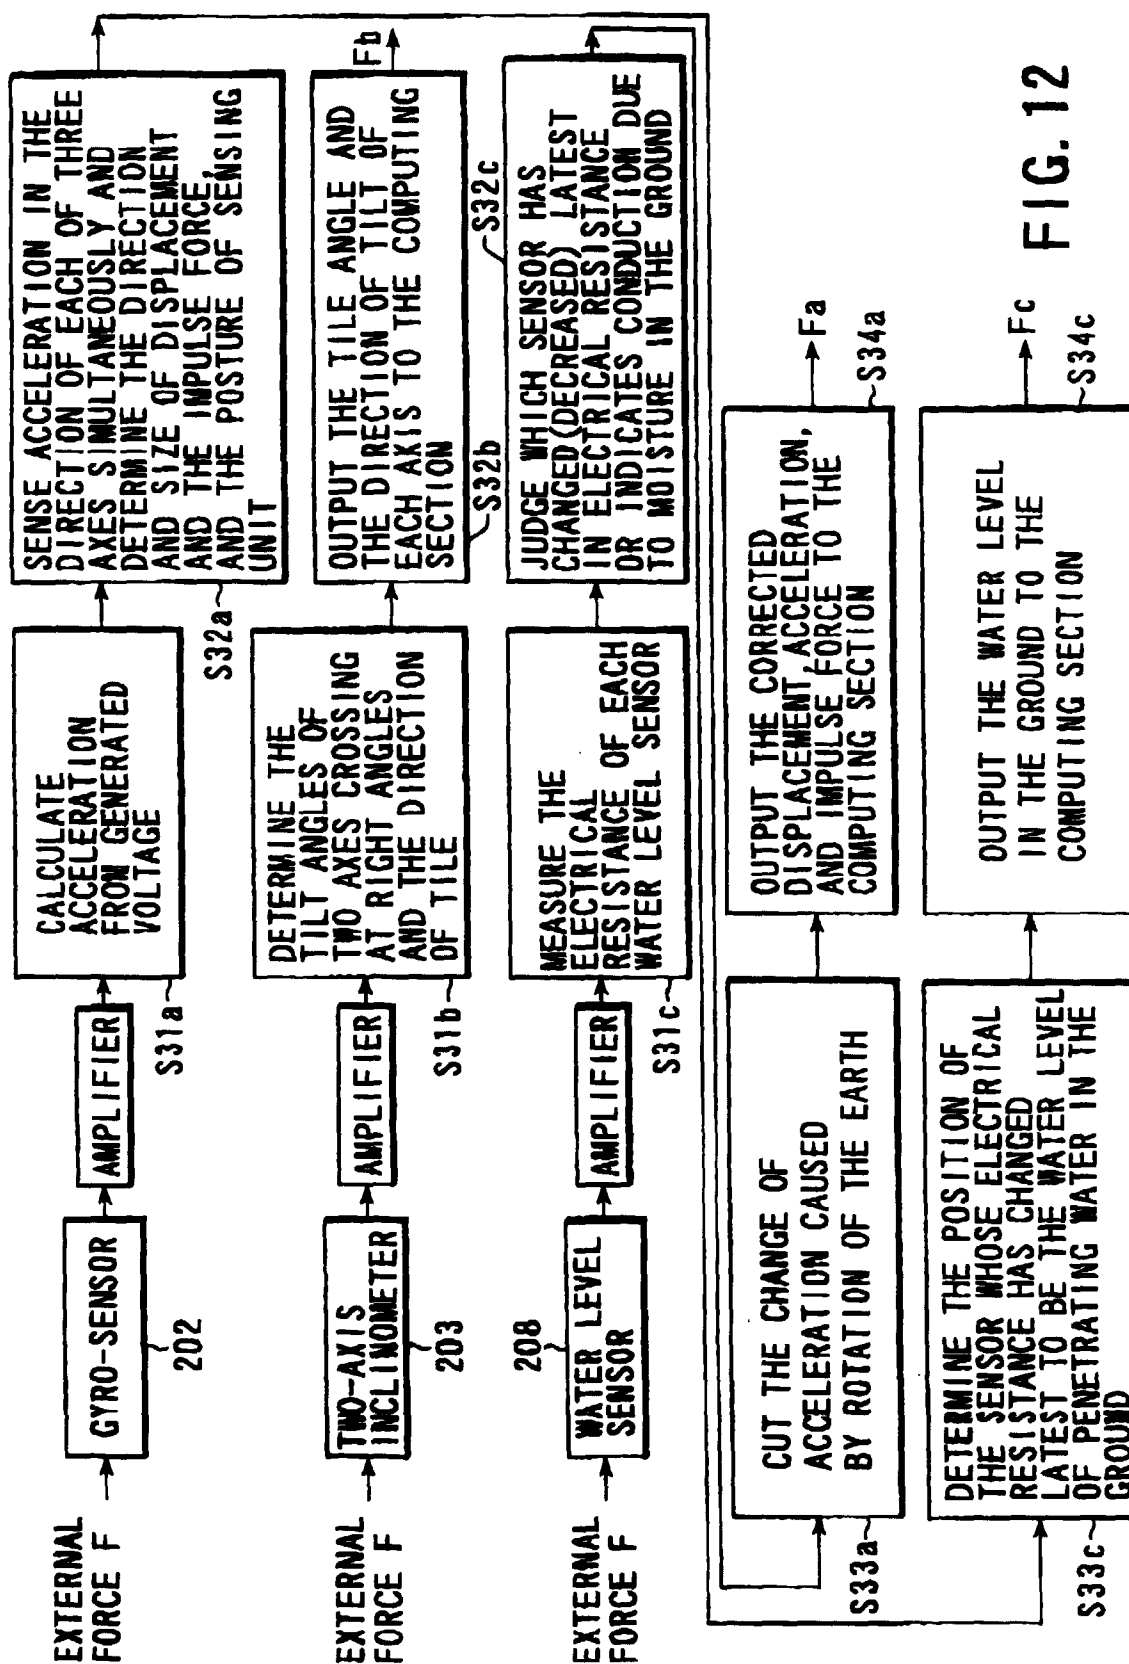 EXTERNAL
FORCE F
GYRO-SENSOR
202
AMPLIFIER
CALCULATE
ACCELERATION
FROM GENERATED
VOLTAGE
S31a
SENSE ACCELERATION IN THE
DIRECTION OF EACH OF THREE
AXES SIMULTANEOUSLY AND
DETERMINE THE DIRECTION
AND SIZE OF DISPLACEMENT
AND THE IMPULSE FORCE,
AND THE POSTURE OF SENSING
UNIT
S32a
EXTERNAL
FORCE F
TWO-AXIS
INCLINOMETER
203
AMPLIFIER
DETERMINE THE
TILT ANGLES OF
TWO AXES CROSSING
AT RIGHT ANGLES
AND THE DIRECTION
OF TILE
S31b
OUTPUT THE TILE ANGLE AND
THE DIRECTION OF TILT OF
EACH AXIS TO THE COMPUTING
SECTION
S32b
Fb
EXTERNAL
FORCE F
WATER LEVEL
SENSOR
208
AMPLIFIER
MEASURE THE
ELECTRICAL
RESISTANCE OF EACH
WATER LEVEL SENSOR
S31c
JUDGE WHICH SENSOR HAS
CHANGED(DECREASED) LATEST
IN ELECTRICAL RESISTANCE
OR INDICATES CONDUCTION DUE
TO MOISTURE IN THE GROUND
S32c
CUT THE CHANGE OF
ACCELERATION CAUSED
BY ROTATION OF THE EARTH
S33a
OUTPUT THE CORRECTED
DISPLACEMENT,ACCELERATION,
AND IMPULSE FORCE TO THE
COMPUTING SECTION
S34a
Fa
DETERMINE THE POSITION OF
THE SENSOR WHOSE ELECTRICAL
RESISTANCE HAS CHANGED
LATEST TO BE THE WATER LEVEL
OF PENETRATING WATER IN THE
GROUND
S33c
OUTPUT THE WATER LEVEL
IN THE GROUND TO THE
COMPUTING SECTION
S34c
Fc
FIG. 12